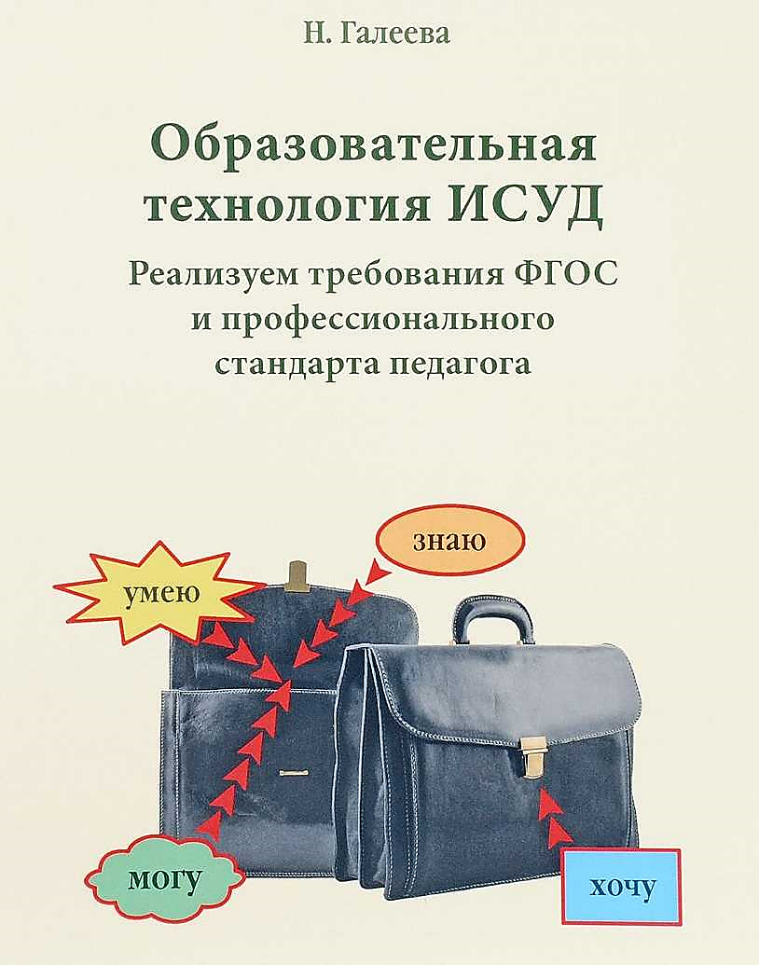 Н. Галеева
Образовательная
технология ИСУД
Реализуем требования ФГОС
и профессионального
стандарта педагога
знаю
умею
могу
хочу